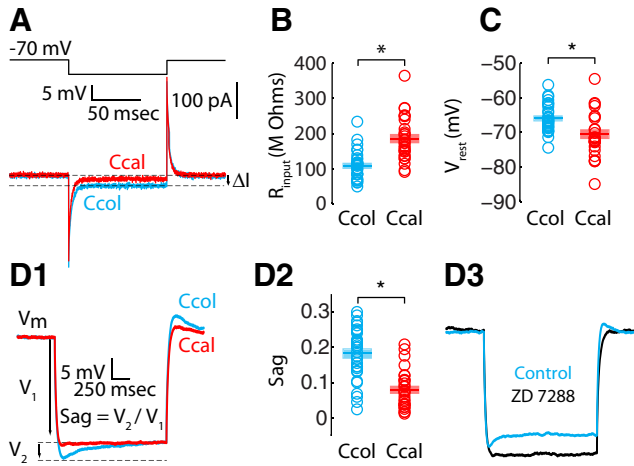 A
-70 mV
5 mV
50 msec
100 pA
Ccal
Ccol
ΔI
B
*
R input (M Ohms)
400
300
200
100
0
Ccol Ccal
C
*
V rest (mV)
−50
−60
−70
−80
−90
Ccol Ccal
D1
Vm
Ccol
Ccal
5 mV
250 msec
V1
Sag = V2 / V1
V2
D2
*
Sag
0.3
0.2
0.1
0
Ccol Ccal
D3
Control
ZD 7288